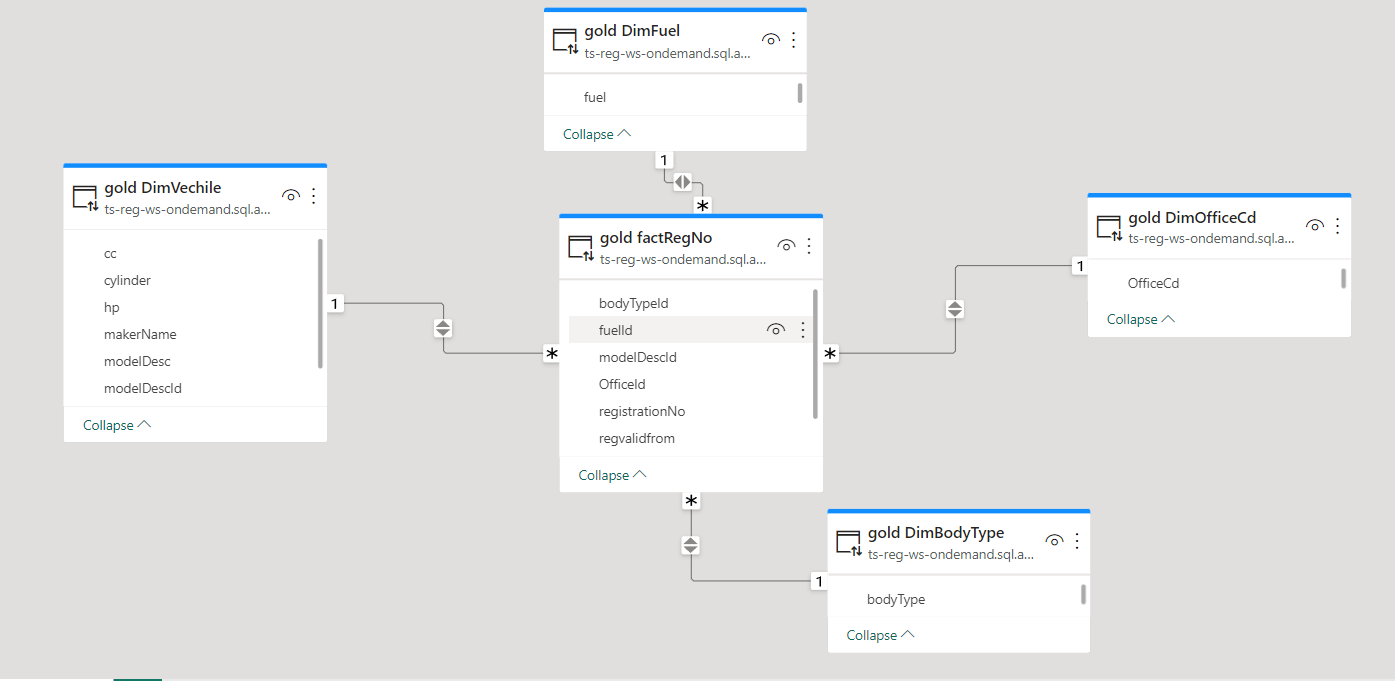 gold DimFuel
ts-reg-ws-ondemand.sql.a...
fuel
Collapse
1
*
gold DimVechile
ts-reg-ws-ondemand.sql.a...
cc
cylinder
hp
makerName
modelDesc
modelDescId
Collapse
1
*
gold factRegNo
ts-reg-ws-ondemand.sql.a...
bodyTypeId
fuelId
modelDescId
OfficeId
registrationNo
regvalidfrom
Collapse
*
1
gold DimOfficeCd
ts-reg-ws-ondemand.sql.a...
OfficeCd
Collapse
*
1
gold DimBodyType
ts-reg-ws-ondemand.sql.a...
bodyType
Collapse